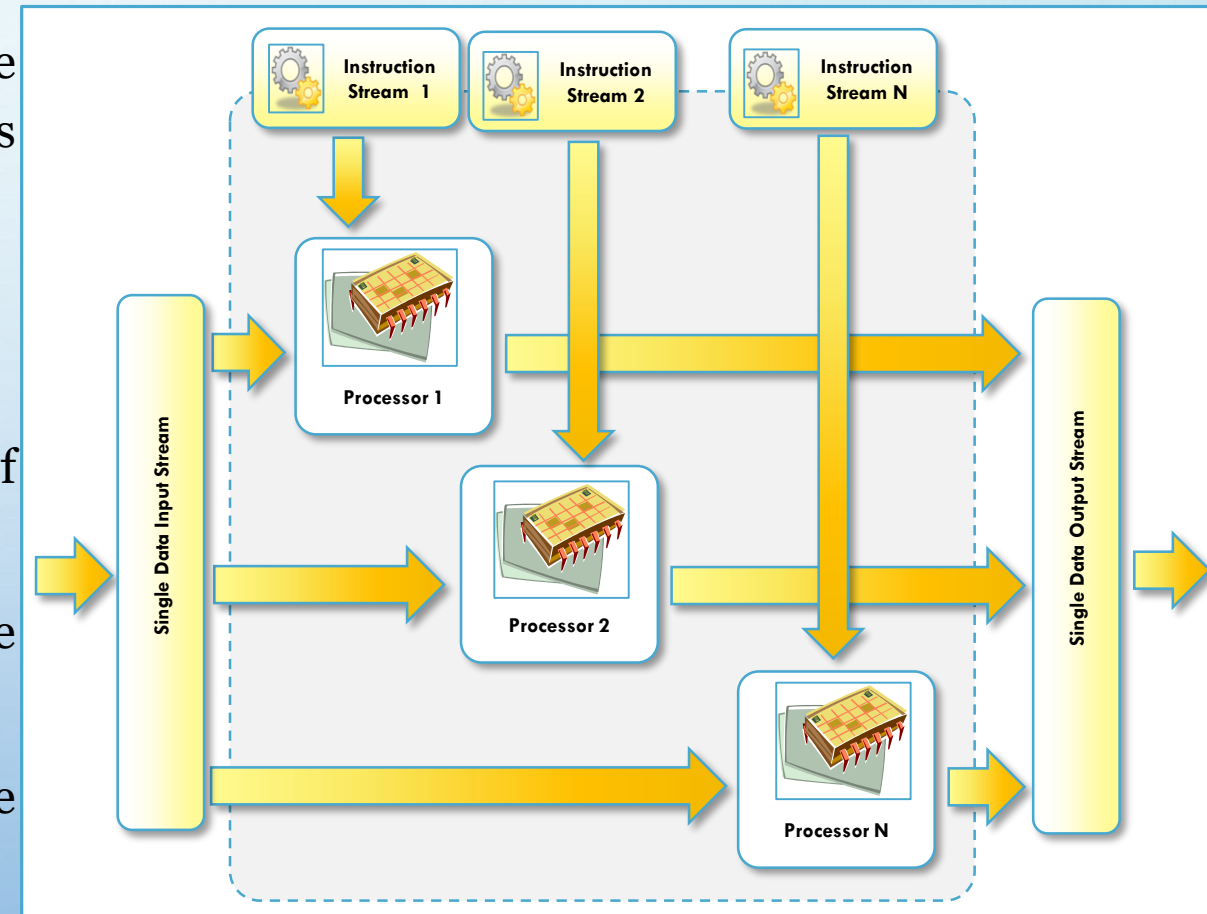 e
s
f
e
e
Instruction
Stream 1
Instruction
Stream 2
Instruction
Stream N
Processor 1
Single Data Input Stream
Processor 2
Single Data Output Stream
Processor N